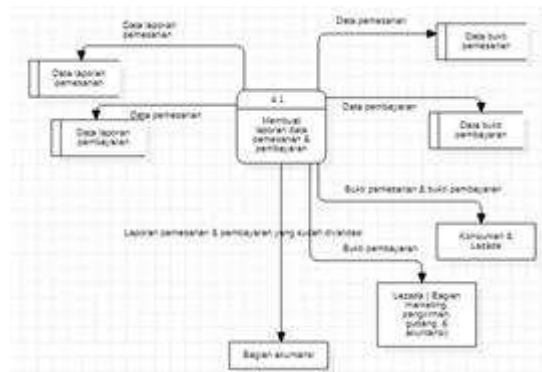 Data laporan
pemesanan
Data pemesanan
Data bukti
pemesanan
Data laporan
pemesanan
4.1
Membuat
laporan data
pemesanan &
pembayaran
Data pemesanan
Data laporan
pembayaran
Data pembayaran
Data bukti
pembayaran
Bukti pemesanan & bukti pembayaran
Konsumen &
Lazada
Laporan pemesanan & pembayaran yang sudah divalidasi
Bukti pembayaran
Lazada ( Bagian
marketing,
pengiriman,
gudang, &
akuntansi)
Bagian akuntansi